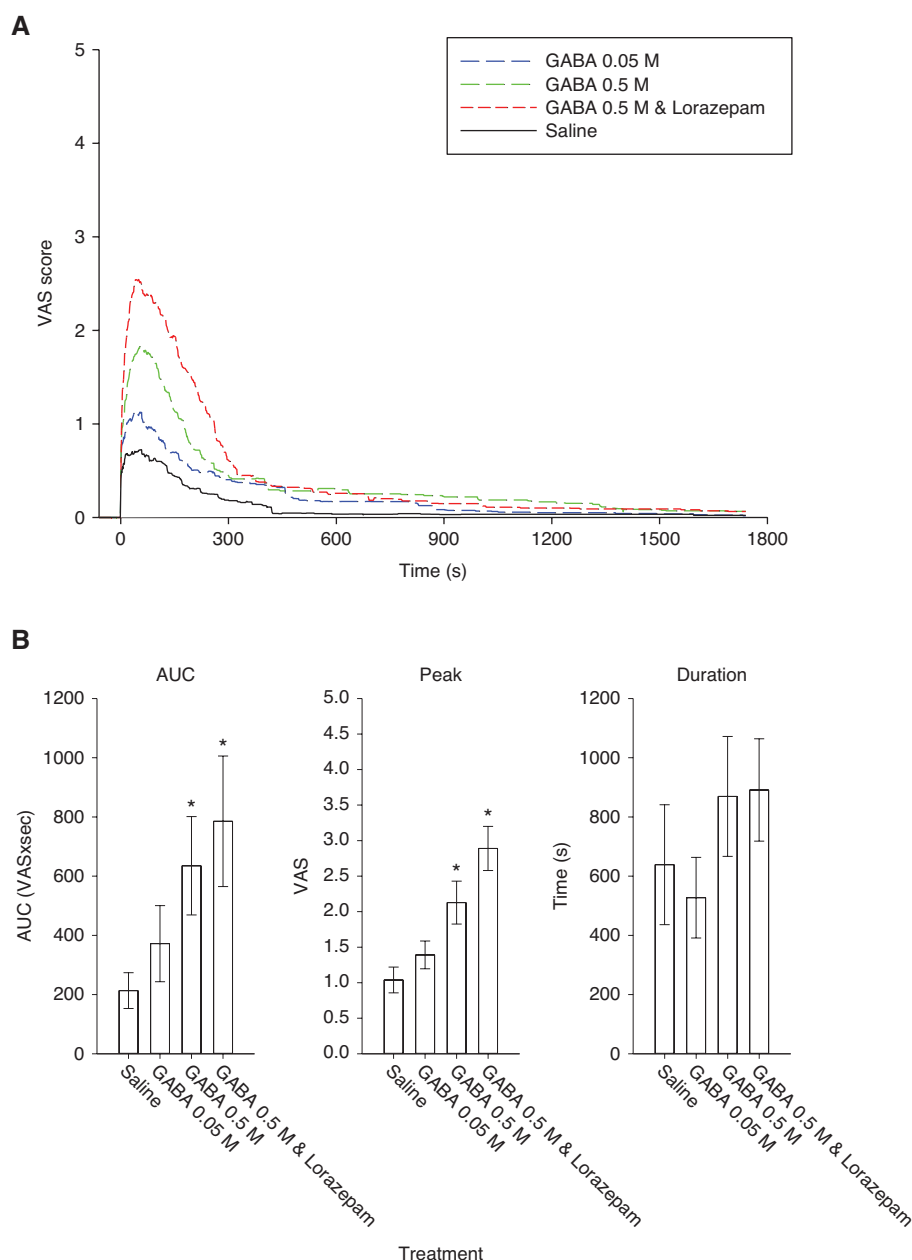 A
5
4
3
2
1
0
VAS score
GABA 0.05 M
GABA 0.5 M
GABA 0.5 M & Lorazepam
Saline
0 300 600 900 1200 1500 1800
Time (s)
B
AUC
1200
1000
800
600
400
200
0
AUC (VASxsec)
*
*
Saline
GABA 0.05 M
GABA 0.5 M
GABA 0.5 M & Lorazepam
Peak
5.0
4.5
4.0
3.5
3.0
2.5
2.0
1.5
1.0
0.5
0.0
VAS
*
*
Saline
GABA 0.05 M
GABA 0.5 M
GABA 0.5 M & Lorazepam
Duration
1200
1000
800
600
400
200
0
Time (s)
Saline
GABA 0.05 M
GABA 0.5 M
GABA 0.5 M & Lorazepam
Treatment